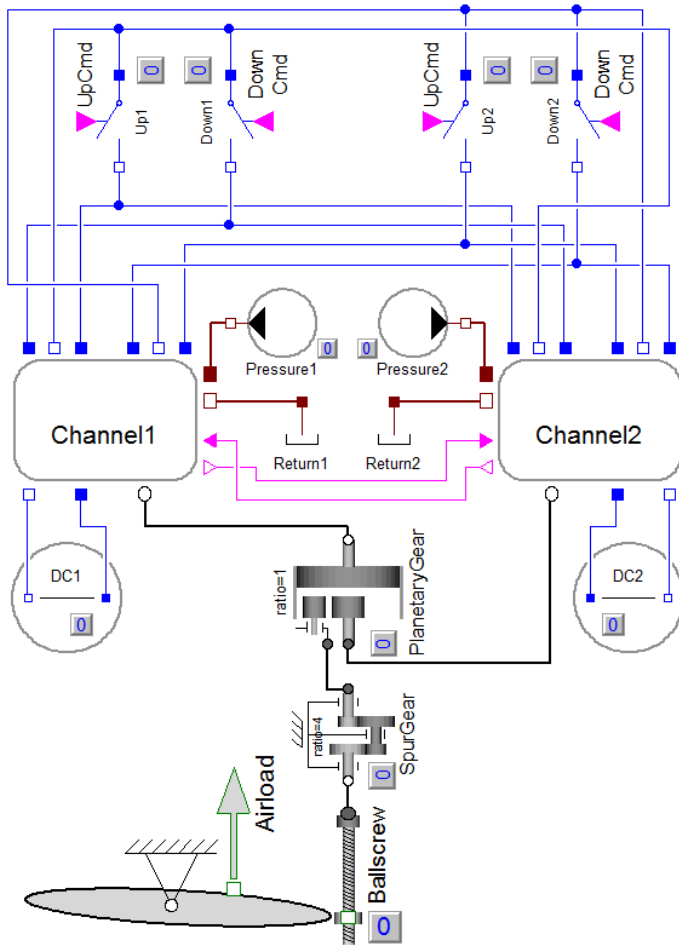 UpCmd
0
0
Down
Cmd
UpCmd
0
0
Down
Cmd
Up1
Down1
Up2
Down2
Pressure1
0
0
Pressure2
Channel1
Channel2
Return1
Return2
DC1
0
ratio=1
PlanetaryGear
0
DC2
0
ratio=4
SpurGear
0
Airload
Ballscrew
0